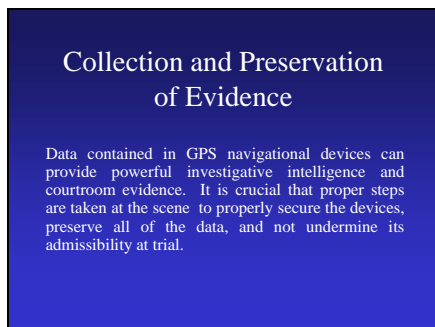 Collection and Preservation
of Evidence
Data contained in GPS navigational devices can
provide powerful investigative intelligence and
courtroom evidence. It is crucial that proper steps
are taken at the scene to properly secure the devices,
preserve all of the data, and not undermine its
admissibility at trial.